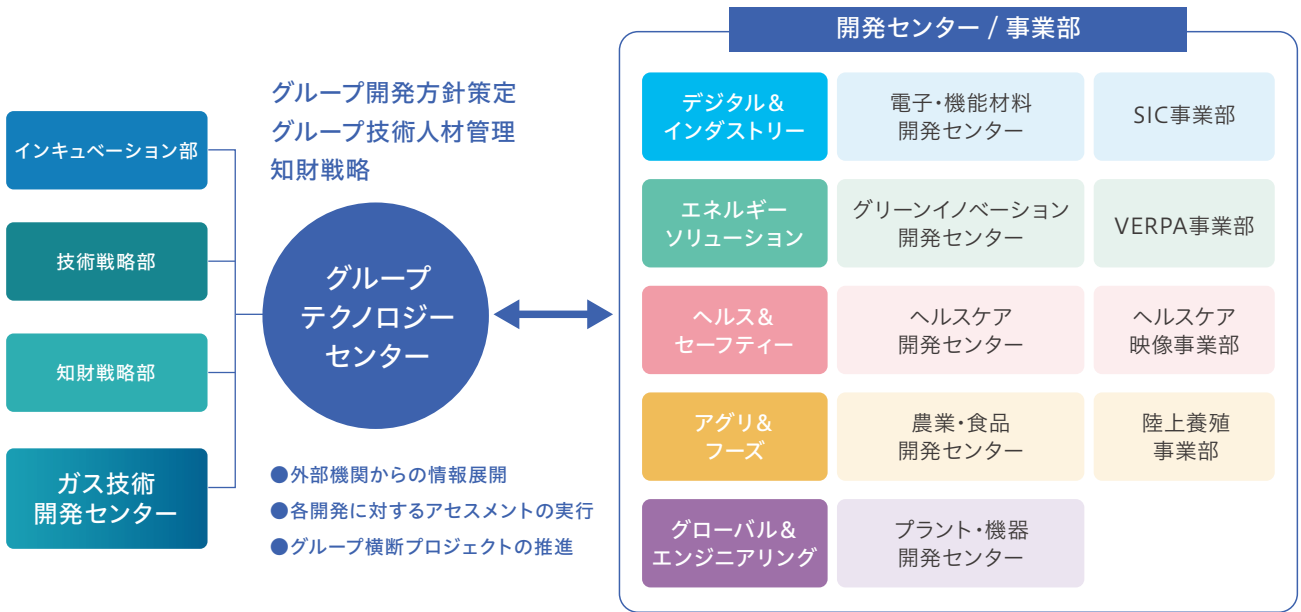 インキュベーション部
技術戦略部
知財戦略部
ガス技術
開発センター
グループ開発方針策定
グループ技術人材管理
知財戦略
グループ
テクノロジー
センター
●外部機関からの情報展開
●各開発に対するアセスメントの実行
●グループ横断プロジェクトの推進
開発センター / 事業部
デジタル&
インダストリー
電子・機能材料
開発センター
SIC事業部
エネルギー
ソリューション
グリーンイノベーション
開発センター
VERPA事業部
ヘルス&
セーフティー
ヘルスケア
開発センター
ヘルスケア
映像事業部
アグリ&
フーズ
農業・食品
開発センター
陸上養殖
事業部
グローバル&
エンジニアリング
プラント・機器
開発センター